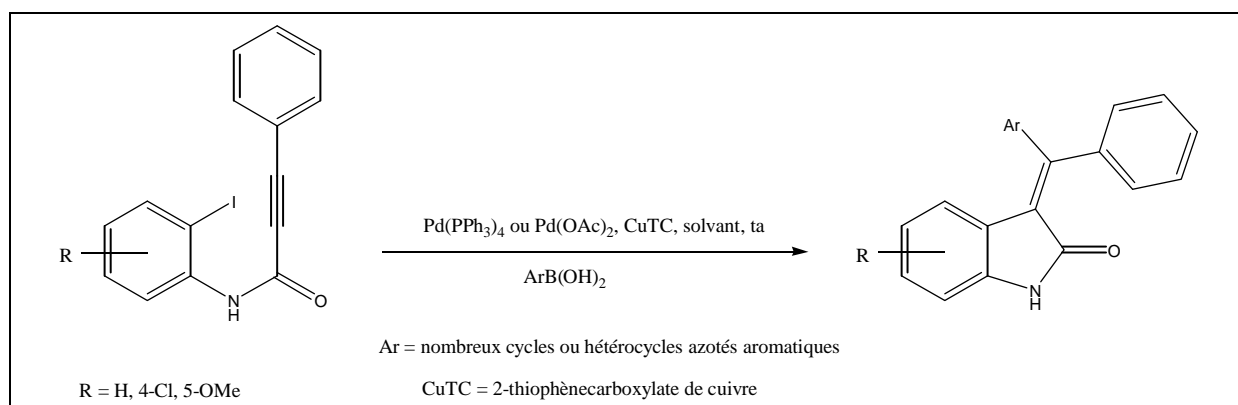 I
R
N
H
O
Pd(PPh3)4 ou Pd(OAc)2, CuTC, solvant, ta
ArB(OH)2
Ar
R
O
N
H
Ar = nombreux cycles ou hétérocycles azotés aromatiques
R = H, 4-Cl, 5-OMe
CuTC = 2-thiophènecarboxylate de cuivre